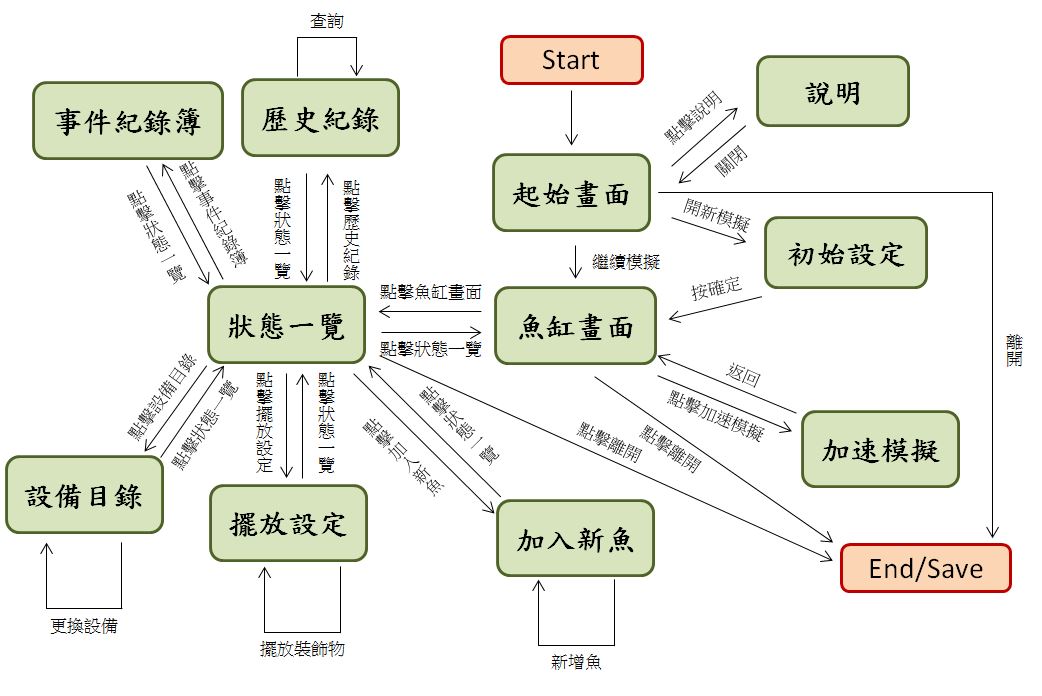 查詢
Start
事件紀錄簿
歷史紀錄
說明
點擊說明
關閉
起始畫面
點擊狀態一覽
點擊事件紀錄簿
點擊狀態一覽
點擊歷史紀錄
開新模擬
初始設定
繼續模擬
按確定
狀態一覽
點擊魚缸畫面
點擊狀態一覽
魚缸畫面
離開
返回
點擊加速模擬
加速模擬
點擊設備目錄
點擊狀態一覽
點擊擺放設定
點擊狀態一覽
點擊加入新魚
點擊狀態一覽
點擊離開
點擊離開
設備目錄
擺放設定
加入新魚
End/Save
更換設備
擺放裝飾物
新增魚